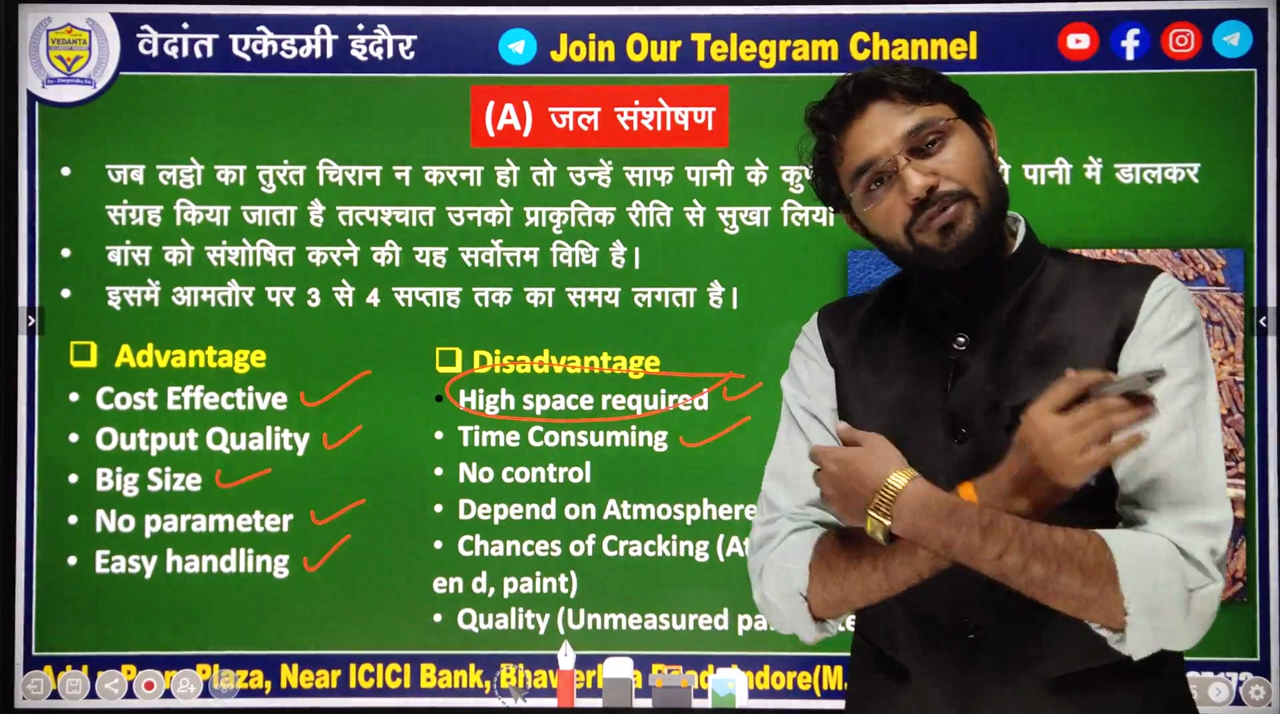 VEDANTA
वेदांत एकेडमी इंदौर
Join Our Telegram Channel
(A) जल संशोषण
• जब लट्ठो का तुरंत चिरान न करना हो तो उन्हें साफ पानी के पानी में डालकर
संग्रह किया जाता है तत्पश्चात उनको प्राकृतिक रीति से सुखा लिया
• बांस को संशोषित करने की यह सर्वोत्तम विधि है।
• इसमें आमतौर पर 3 से 4 सप्ताह तक का समय लगता है।
Advantage
• Cost Effective
• Output Quality
• Big Size
• No parameter
• Easy handling
Disadvantage
• High space required
• Time Consuming
• No control
• Depend on Atmosphere
• Chances of Cracking (At
en d, paint)
• Quality (Unmeasured
Plaza, Near ICICI Bank,